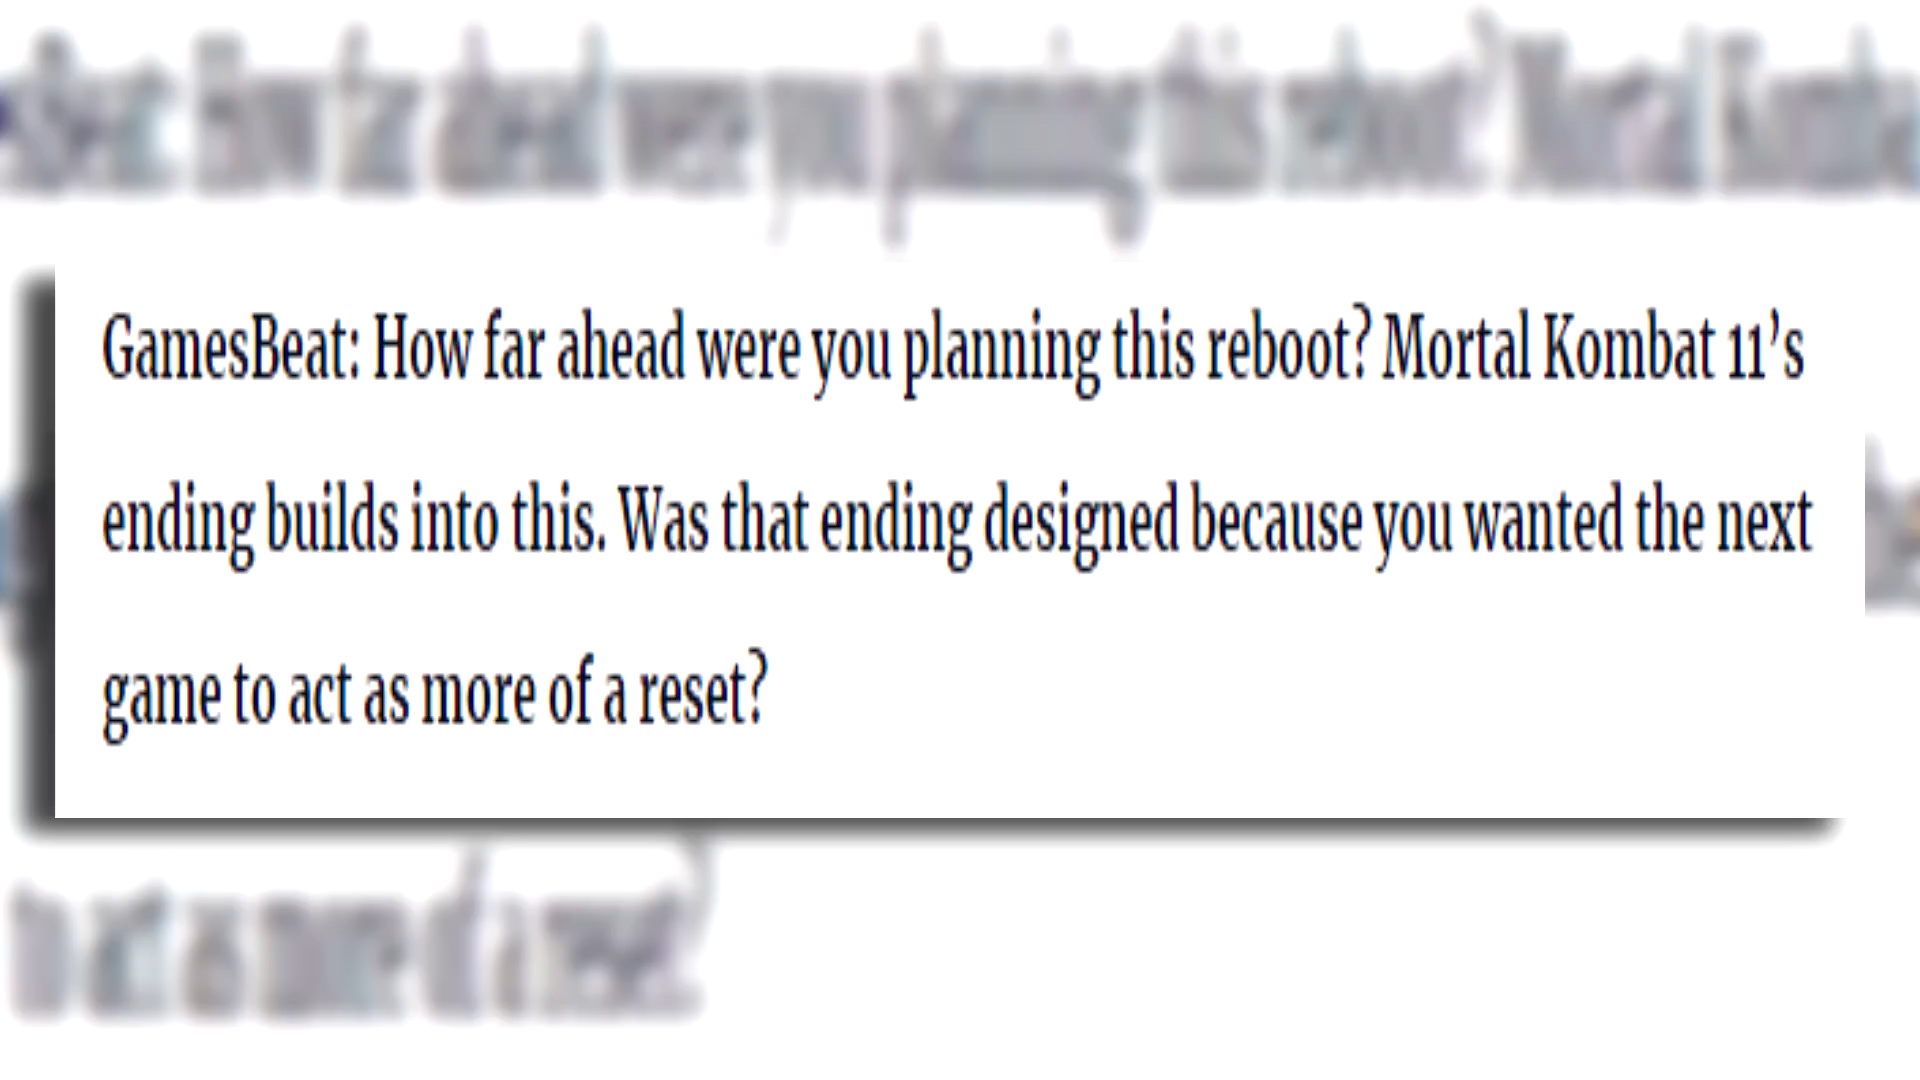 GamesBeat: How far ahead were you planning this reboot? Mortal Kombat 11’s
ending builds into this. Was that ending designed because you wanted the next
game to act as more of a reset?